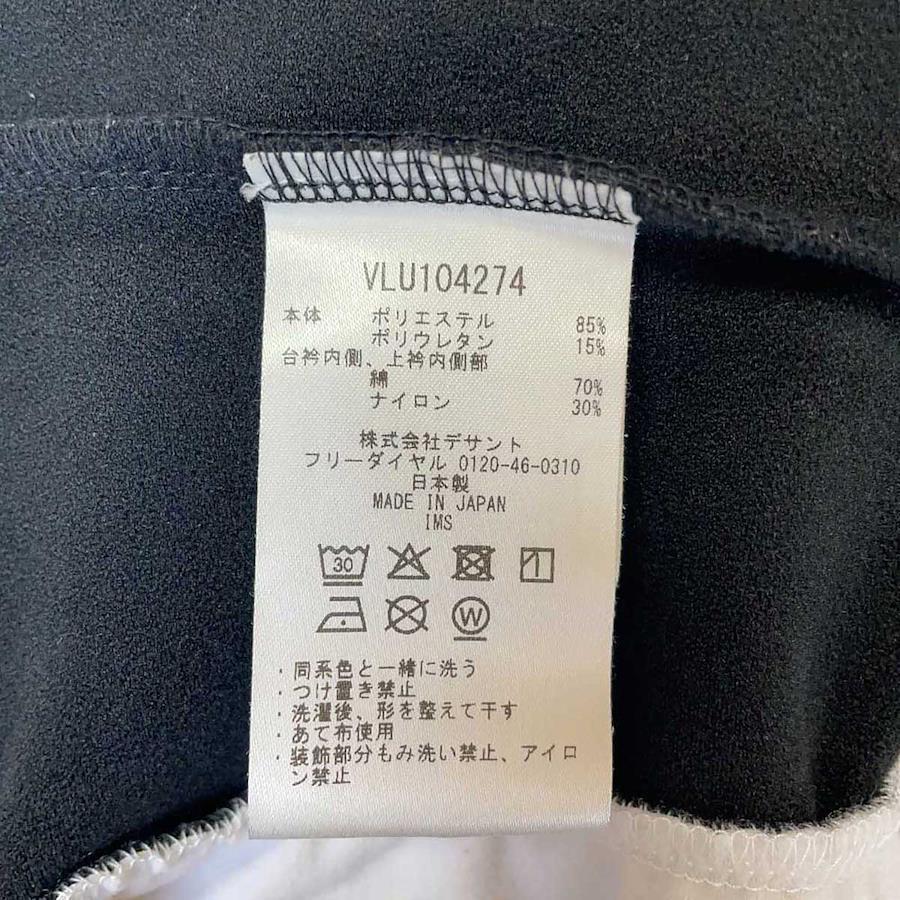 VLU104274
本体 ポリエステル 85%
ポリウレタン 15%
台衿内側、上衿内側部
綿 70%
ナイロン 30%
株式会社デサント
フリーダイヤル 0120-46-0310
日本製
MADE IN JAPAN
IMS
30
W
・同系色と一緒に洗う
・つけ置き禁止
・洗濯後、形を整えて干す
・あて布使用
・装飾部分もみ洗い禁止、アイロ
ン禁止